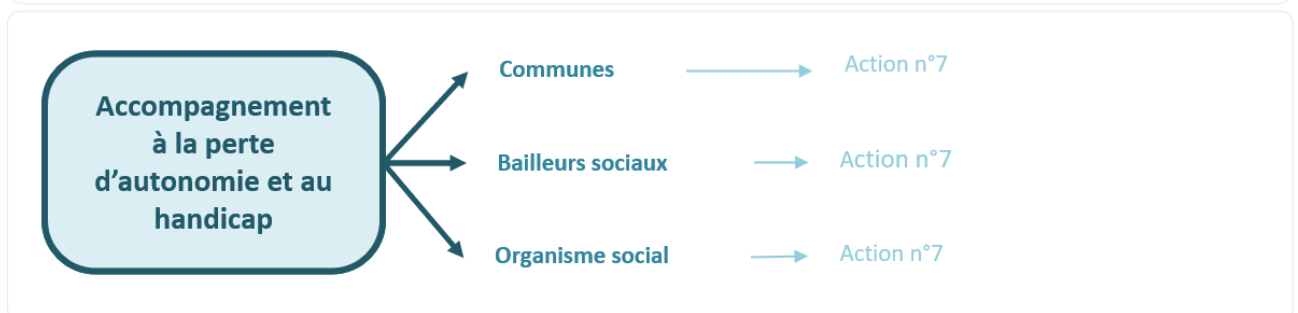 Accompagnement
à la perte
d'autonomie et au
handicap
Communes
Action n°7
Bailleurs sociaux
Action n°7
Organisme social
Action n°7